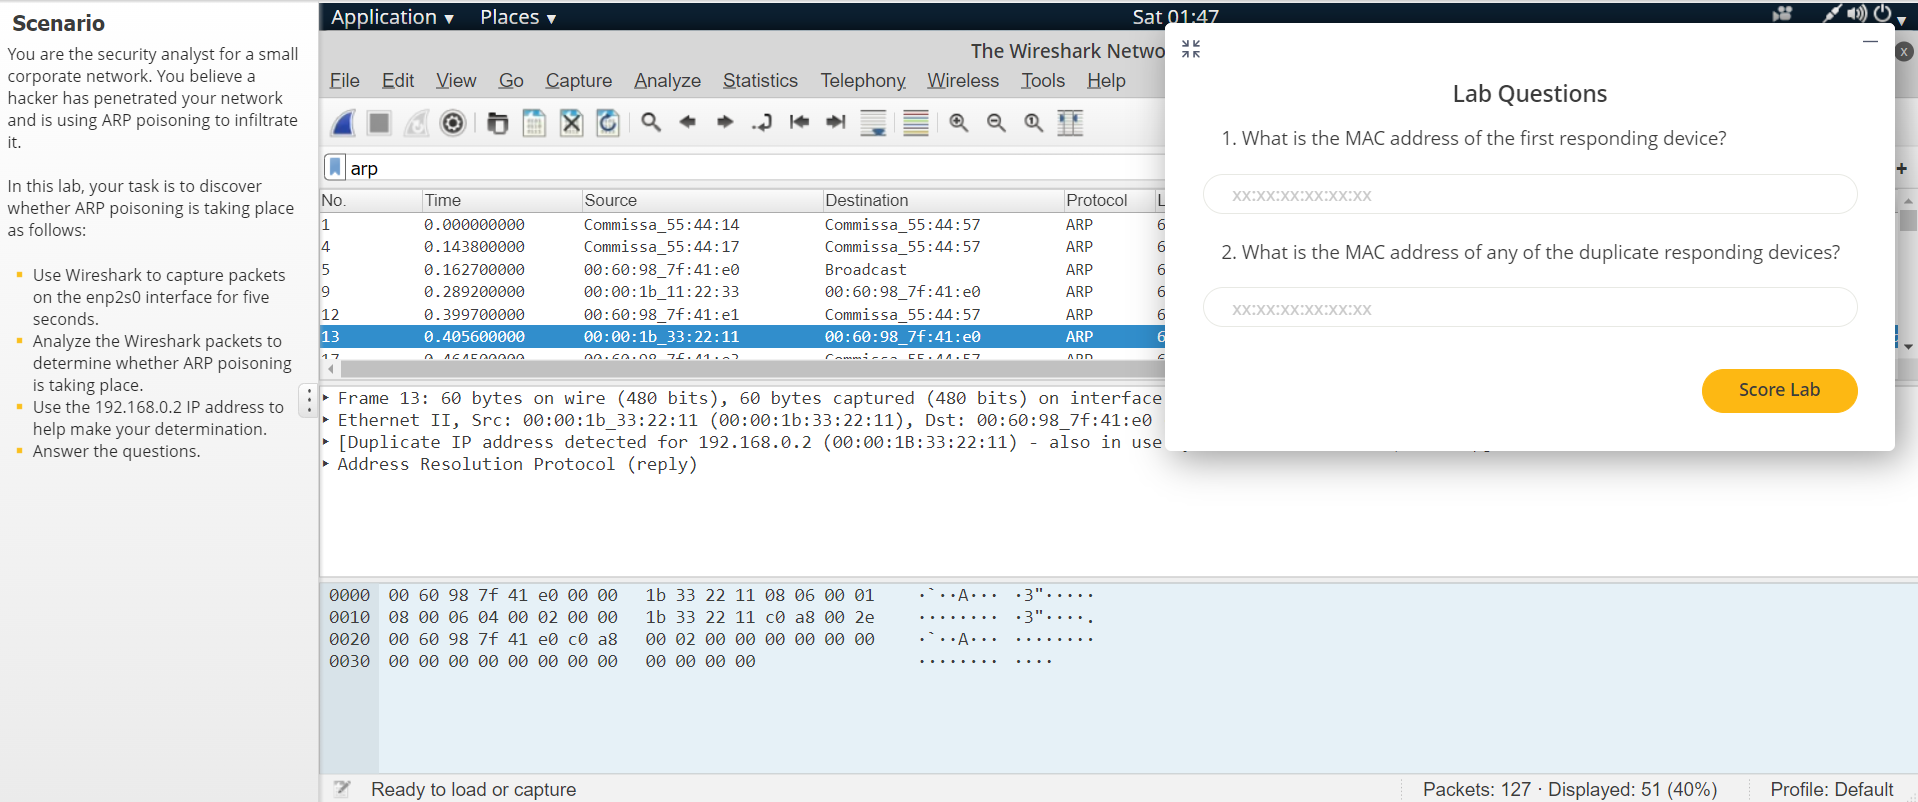 Scenario
You are the security analyst for a small
corporate network. You believe a
hacker has penetrated your network
and is using ARP poisoning to infiltrate
it.
In this lab, your task is to discover
whether ARP poisoning is taking place
as follows:
Use Wireshark to capture packets
on the enp2s0 interface for five
seconds.
Analyze the Wireshark packets to
determine whether ARP poisoning
is taking place.
Use the 192.168.0.2 IP address to
help make your determination.
Answer the questions.
Application ▾ Places ▾ Sat 01:47
The Wireshark Netwo
File Edit View Go Capture Analyze Statistics Telephony Wireless Tools Help
arp
No. Time Source Destination Protocol L
1 0.000000000 Commissa_55:44:14 Commissa_55:44:57 ARP 6
4 0.143800000 Commissa_55:44:17 Commissa_55:44:57 ARP 6
5 0.162700000 00:60:98_7f:41:e0 Broadcast ARP 6
9 0.289200000 00:00:1b_11:22:33 00:60:98_7f:41:e0 ARP 6
12 0.399700000 00:60:98_7f:41:e1 Commissa_55:44:57 ARP 6
13 0.405600000 00:00:1b_33:22:11 00:60:98_7f:41:e0 ARP 6
Frame 13: 60 bytes on wire (480 bits), 60 bytes captured (480 bits) on interface
Ethernet II, Src: 00:00:1b_33:22:11 (00:00:1b:33:22:11), Dst: 00:60:98_7f:41:e0
[Duplicate IP address detected for 192.168.0.2 (00:00:1B:33:22:11) - also in use
Address Resolution Protocol (reply)
0000 00 60 98 7f 41 e0 00 00 1b 33 22 11 08 06 00 01 ·`··A··· ·3"·····
0010 08 00 06 04 00 02 00 00 1b 33 22 11 c0 a8 00 2e ········ ·3"····.
0020 00 60 98 7f 41 e0 c0 a8 00 02 00 00 00 00 00 00 ·`··A··· ········
0030 00 00 00 00 00 00 00 00 00 00 00 00 ········ ····
Ready to load or capture Packets: 127 · Displayed: 51 (40%) Profile: Default
Lab Questions
1. What is the MAC address of the first responding device?
xx:xx:xx:xx:xx:xx
2. What is the MAC address of any of the duplicate responding devices?
xx:xx:xx:xx:xx:xx
Score Lab